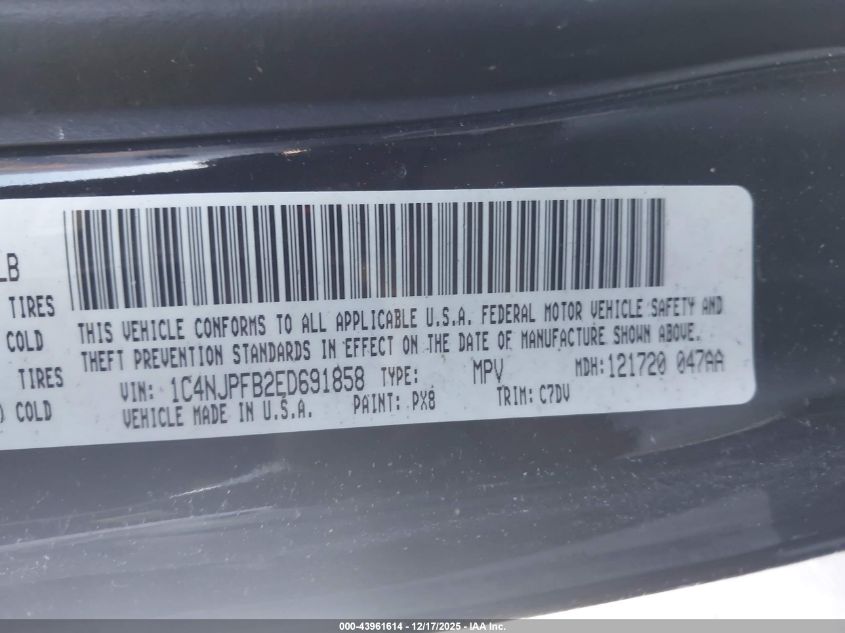 LB
TIRES
COLD
TIRES
) COLD
THIS VEHICLE CONFORMS TO ALL APPLICABLE U.S.A. FEDERAL MOTOR VEHICLE SAFETY AND
THEFT PREVENTION STANDARDS IN EFFECT ON THE DATE OF MANUFACTURE SHOWN ABOVE.
VIN: 1C4NJPFB2ED691858 TYPE: MPV MDH:121720 047AA
VEHICLE MADE IN U.S.A. PAINT: PX8 TRIM: C7DV
000-43961614 | 12/17/2025 - IAA Inc.